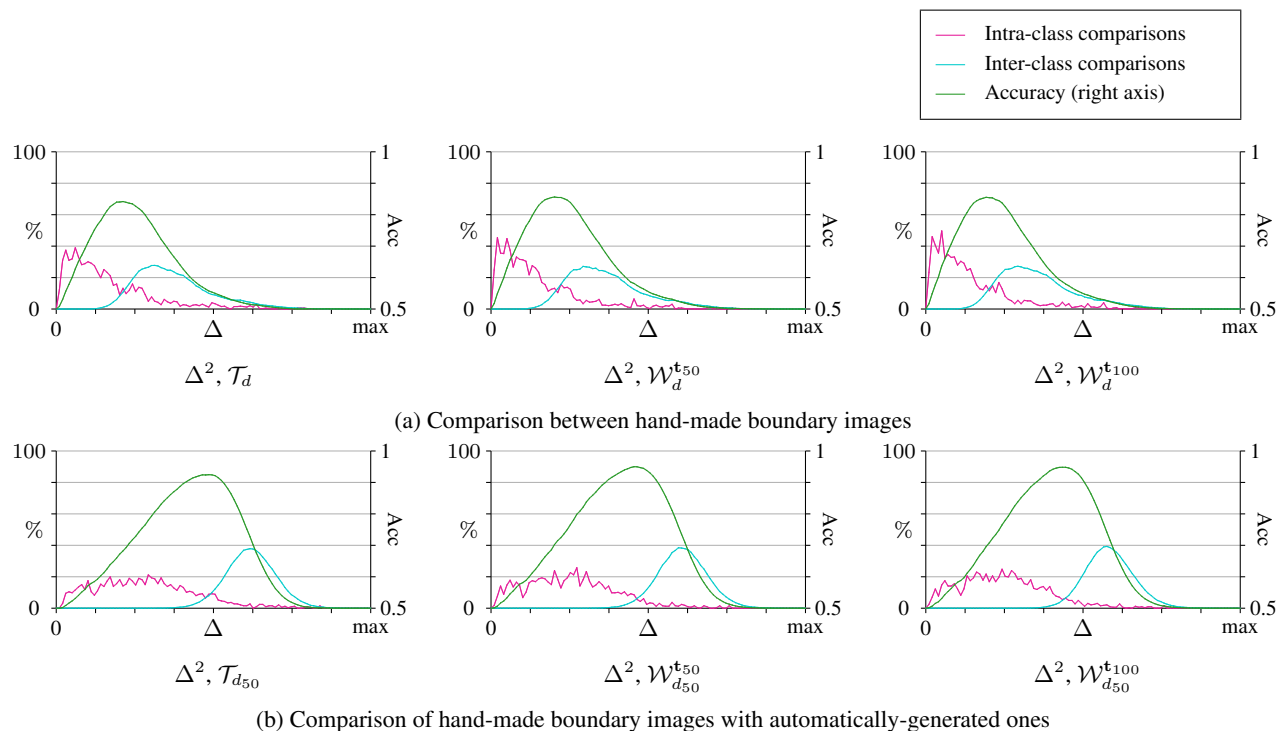 Intra-class comparisons
Inter-class comparisons
Accuracy (right axis)
100 1 100 1 100 1
% Acc % Acc % Acc
0 0.5 0 0.5 0 0.5
0 Δ max 0 Δ max 0 Δ max
Δ², 𝒯_d Δ², 𝒲_d^{t₅₀} Δ², 𝒲_d^{t₁₀₀}
(a) Comparison between hand-made boundary images
100 1 100 1 100 1
% Acc % Acc % Acc
0 0.5 0 0.5 0 0.5
0 Δ max 0 Δ max 0 Δ max
Δ², 𝒯_{d₅₀} Δ², 𝒲_{d₅₀}^{t₅₀} Δ², 𝒲_{d₅₀}^{t₁₀₀}
(b) Comparison of hand-made boundary images with automatically-generated ones